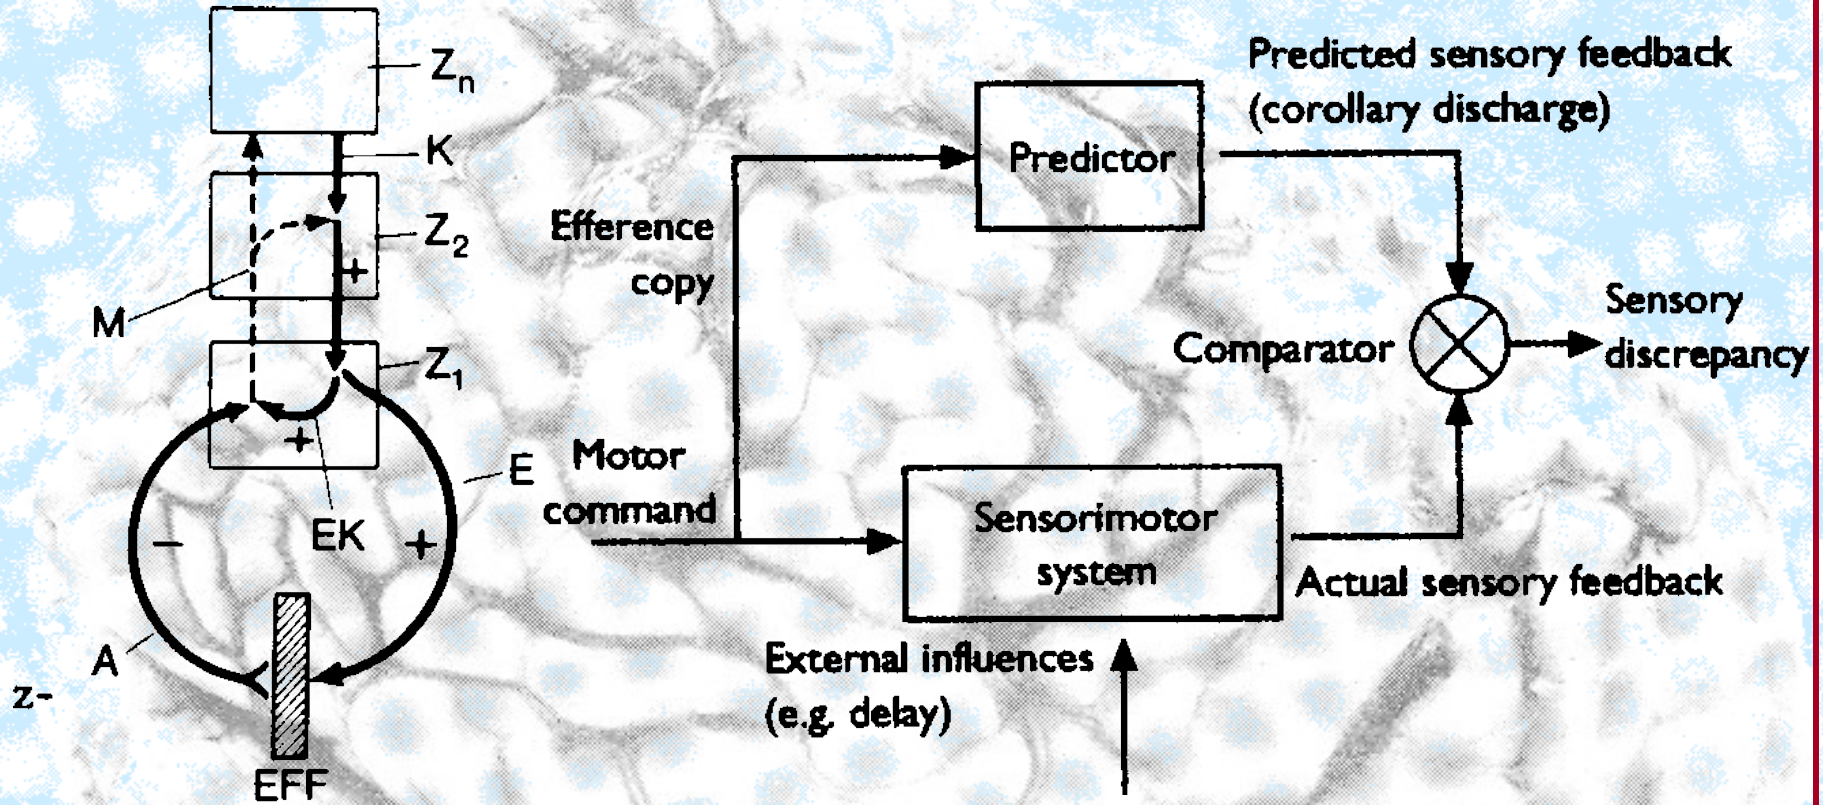 Zn
K
Z2
+
M
Z1
+
E
EK
−
+
A
z-
EFF
Predicted sensory feedback
(corollary discharge)
Predictor
Efference
copy
Sensory
discrepancy
Comparator
Motor
command
Sensorimotor
system
Actual sensory feedback
External influences
(e.g. delay)